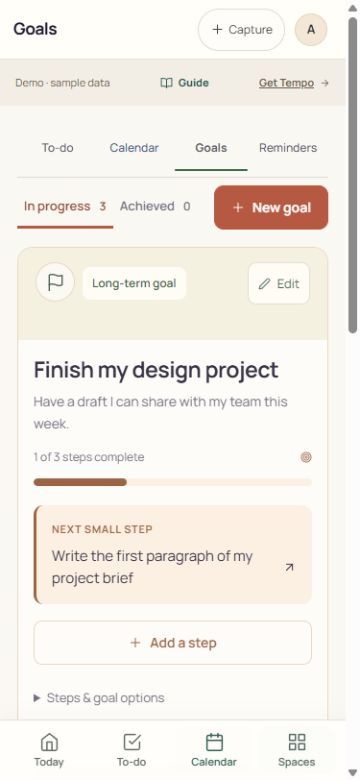 Goals
Capture
A
Demo · sample data
Guide
Get Tempo →
To-do
Calendar
Goals
Reminders
In progress 3
Achieved 0
+ New goal
Long-term goal
Edit
Finish my design project
Have a draft I can share with my team this
week.
1 of 3 steps complete
NEXT SMALL STEP
Write the first paragraph of my
project brief
+ Add a step
Steps & goal options
Today
To-do
Calendar
Spaces